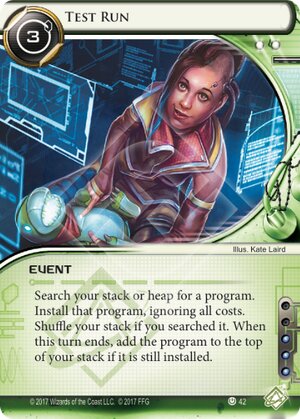 3
TEST RUN
Illus. Kate Laird
EVENT
Search your stack or heap for a program.
Install that program, ignoring all costs.
Shuffle your stack if you searched it. When
this turn ends, add the program to the top
of your stack if it is still installed.
© 2017 Wizards of the Coast LLC. © 2017 FFG
42